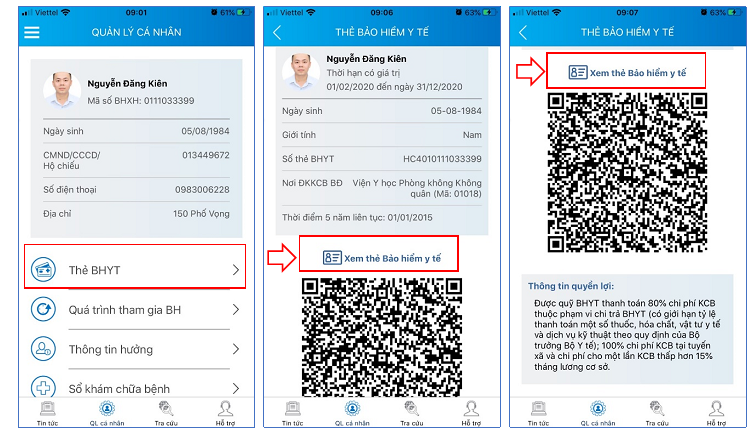 Viettel 09:01 61%
QUẢN LÝ CÁ NHÂN
Nguyễn Đăng Kiên
Mã số BHXH: 0111033399
Ngày sinh 05/08/1984
CMND/CCCD/ 013449672
Hộ chiếu
Số điện thoại 0983006228
Địa chỉ 150 Phố Vọng
Thẻ BHYT
Quá trình tham gia BH
Thông tin hưởng
Sổ khám chữa bệnh
Tin tức QL cá nhân Tra cứu Hỗ trợ
Viettel 09:06 63%
THẺ BẢO HIỂM Y TẾ
Nguyễn Đăng Kiên
Thời hạn có giá trị
01/02/2020 đến ngày 31/12/2020
Ngày sinh 05-08-1984
Giới tính Nam
Số thẻ BHYT HC4010111033399
Nơi ĐKKCB BĐ Viện Y học Phòng không Không
quân (Mã: 01018)
Thời điểm 5 năm liên tục: 01/01/2015
Xem thẻ Bảo hiểm y tế
Tin tức QL cá nhân Tra cứu Hỗ trợ
Viettel 09:07 63%
THẺ BẢO HIỂM Y TẾ
Xem thẻ Bảo hiểm y tế
Thông tin quyền lợi:
Được quỹ BHYT thanh toán 80% chi phí KCB
thuộc phạm vi chi trả BHYT (có giới hạn tỷ lệ
thanh toán một số thuốc, hóa chất, vật tư y tế
và dịch vụ kỹ thuật theo quy định của Bộ
trưởng Bộ Y tế); 100% chi phí KCB tại tuyến
xã và chi phí cho một lần KCB thấp hơn 15%
tháng lương cơ sở.
Tin tức QL cá nhân Tra cứu Hỗ trợ